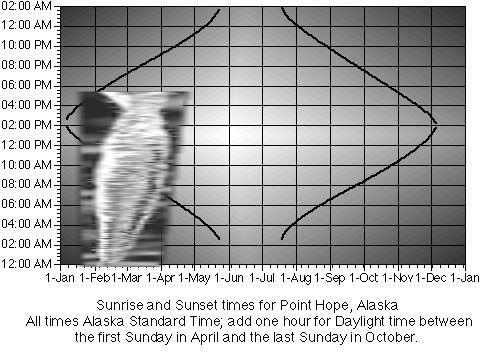 02:00 AM
12:00 AM
10:00 PM
08:00 PM
06:00 PM
04:00 PM
02:00 PM
12:00 PM
10:00 AM
08:00 AM
06:00 AM
04:00 AM
02:00 AM
12:00 AM
1-Jan 1-Feb 1-Mar 1-Apr 1-May 1-Jun 1-Jul 1-Aug 1-Sep 1-Oct 1-Nov 1-Dec 1-Jan
Sunrise and Sunset times for Point Hope, Alaska
All times Alaska Standard Time; add one hour for Daylight time between
the first Sunday in April and the last Sunday in October.